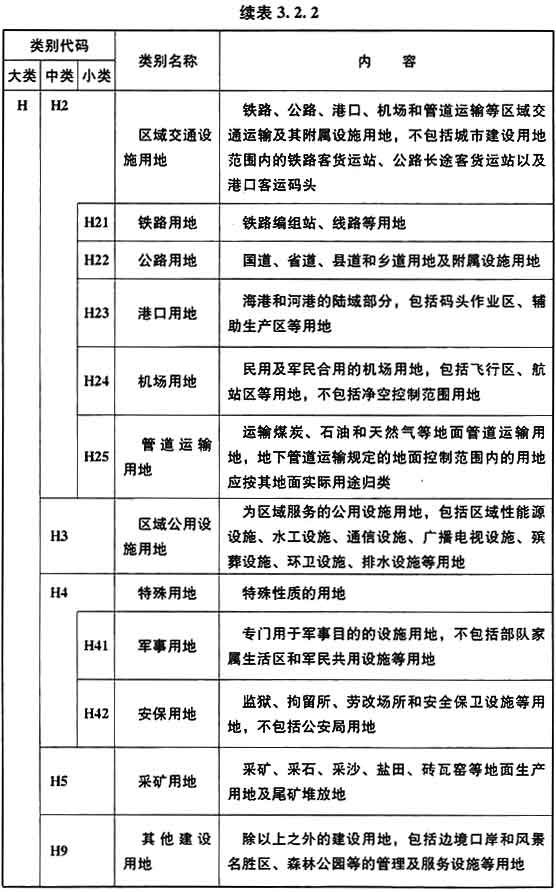 续表 3. 2. 2
类别代码
类别名称
内 容
大类 中类 小类
H H2
区域交通设
施用地
铁路、公路、港口、机场和管道运输等区域交
通运输及其附属设施用地，不包括城市建设用地
范围内的铁路客货运站、公路长途客货运站以及
港口客运码头
H21 铁路用地 铁路编组站、线路等用地
H22 公路用地 国道、省道、县道和乡道用地及附属设施用地
H23 港口用地
海港和河港的陆域部分，包括码头作业区、辅
助生产区等用地
H24 机场用地
民用及军民合用的机场用地，包括飞行区、航
站区等用地，不包括净空控制范围用地
H25
管道运输
用地
运输煤炭、石油和天然气等地面管道运输用
地，地下管道运输规定的地面控制范围内的用地
应按其地面实际用途归类
H3
区域公用设
施用地
为区域服务的公用设施用地，包括区域性能源
设施、水工设施、通信设施、广播电视设施、殡
葬设施、环卫设施、排水设施等用地
H4 特殊用地 特殊性质的用地
H41 军事用地
专门用于军事目的的设施用地，不包括部队家
属生活区和军民共用设施等用地
H42 安保用地
监狱、拘留所、劳改场所和安全保卫设施等用
地，不包括公安局用地
H5 采矿用地
采矿、采石、采沙、盐田、砖瓦窑等地面生产
用地及尾矿堆放地
H9
其他建设
用地
除以上之外的建设用地，包括边境口岸和风景
名胜区、森林公园等的管理及服务设施等用地